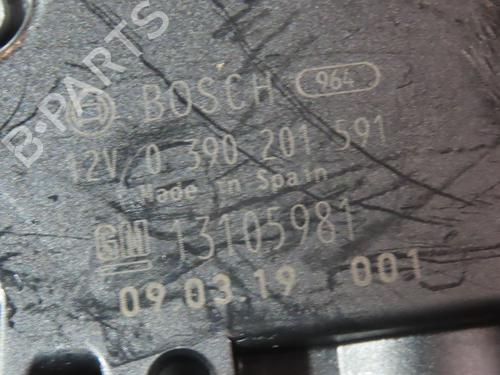 B-PARTS
BOSCH 964
12V 0 390 201 591
Made in Spain
GM 13105981
09.03.19 001